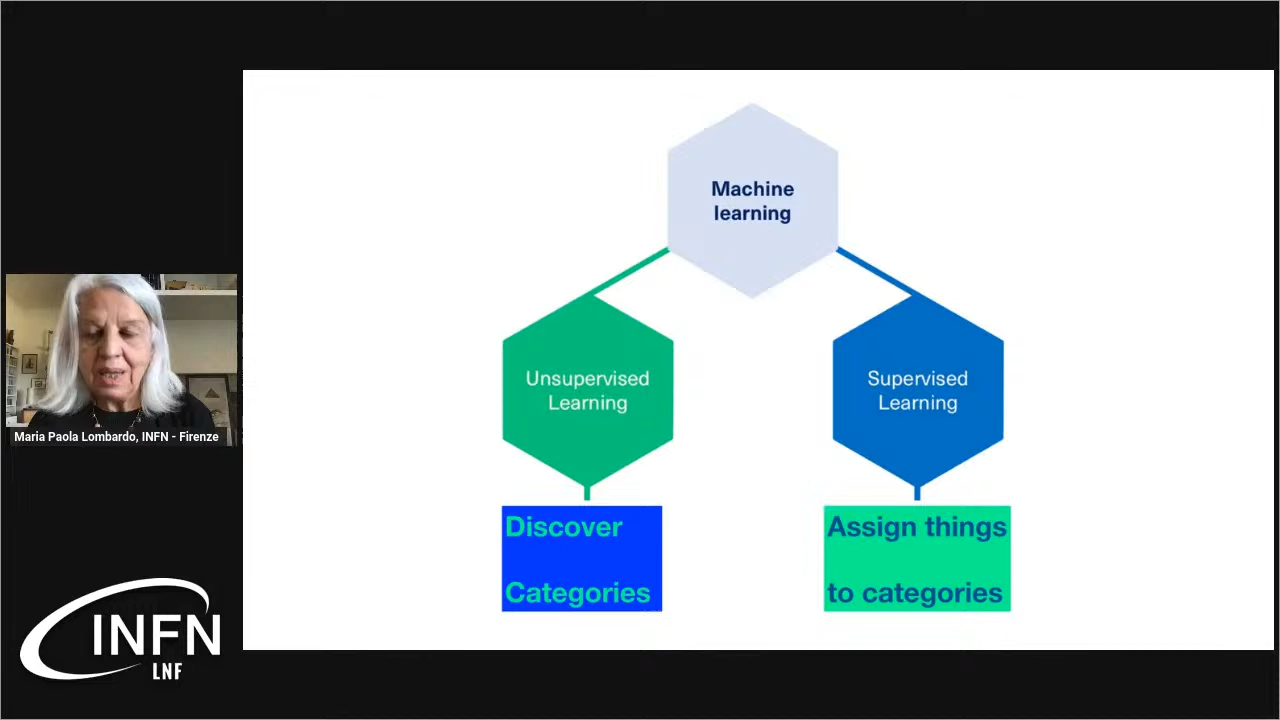 Machine
learning
Unsupervised
Learning
Supervised
Learning
Discover
Categories
Assign things
to categories
Maria Paola Lombardo, INFN - Firenze
INFN
LNF